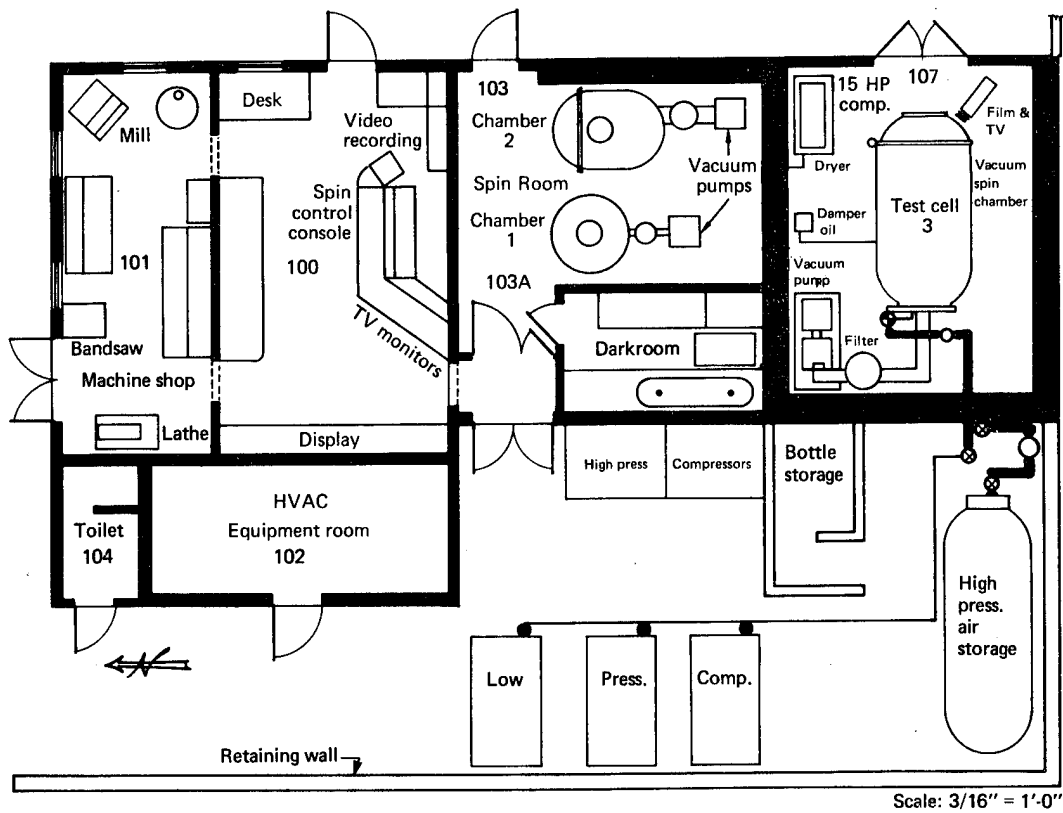 Desk
Mill
Video
recording
Spin
control
console
101
100
TV monitors
Bandsaw
Machine shop
Lathe
Display
103
Chamber
2
Spin Room
Chamber
1
103A
Vacuum
pumps
Darkroom
107
15 HP
comp.
Film &
TV
Dryer
Vacuum
spin
chamber
Test cell
3
Damper
oil
Vacuum
pump
Filter
High press
Compressors
Bottle
storage
Toilet
104
HVAC
Equipment room
102
N
Low
Press.
Comp.
High
press.
air
storage
Retaining wall
Scale: 3/16" = 1'-0"